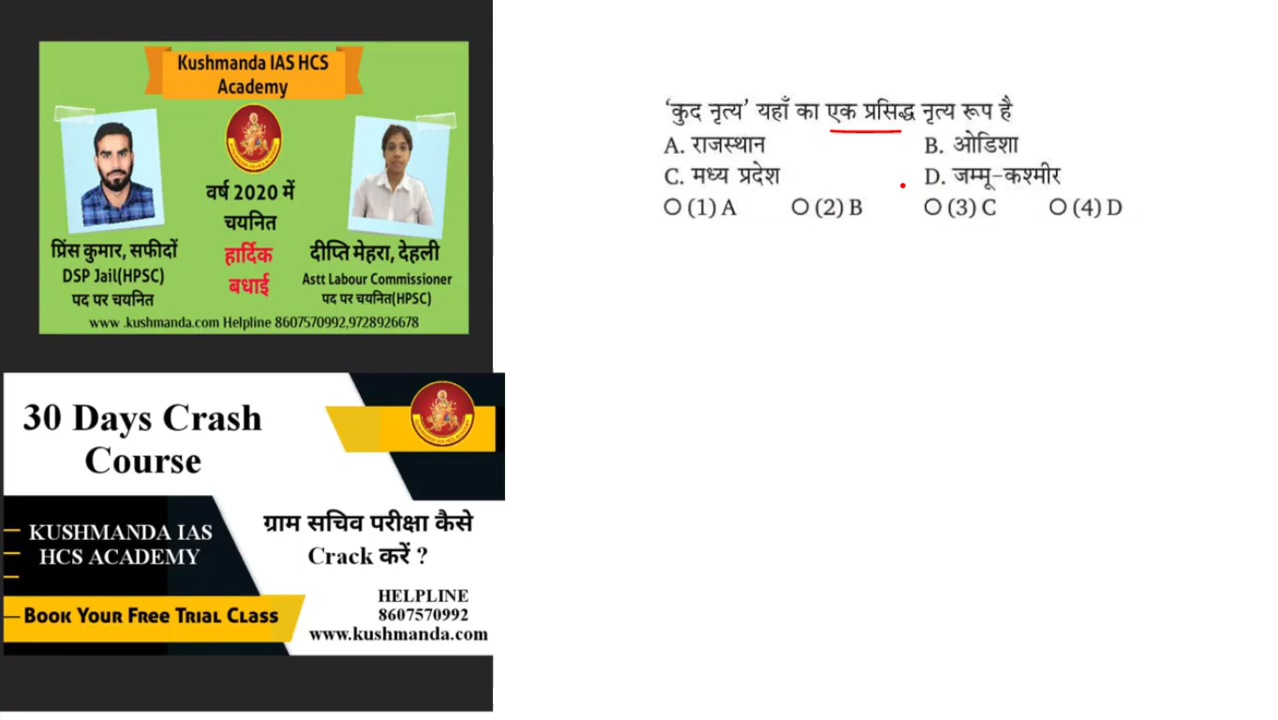 Kushmanda IAS HCS
Academy
वर्ष 2020 में
चयनित
हार्दिक
बधाई
प्रिंस कुमार, सफीदों
DSP Jail(HPSC)
पद पर चयनित
दीप्ति मेहरा, देहली
Astt Labour Commissioner
पद पर चयनित(HPSC)
www .kushmanda.com Helpline 8607570992,9728926678
30 Days Crash
Course
KUSHMANDA IAS
HCS ACADEMY
ग्राम सचिव परीक्षा कैसे
Crack करें ?
BOOK YOUR FREE TRIAL CLASS
HELPLINE
8607570992
www.kushmanda.com
‘कुद नृत्य’ यहाँ का एक प्रसिद्ध नृत्य रूप है
A. राजस्थान B. ओडिशा
C. मध्य प्रदेश D. जम्मू-कश्मीर
O (1) A O (2) B O (3) C O (4) D